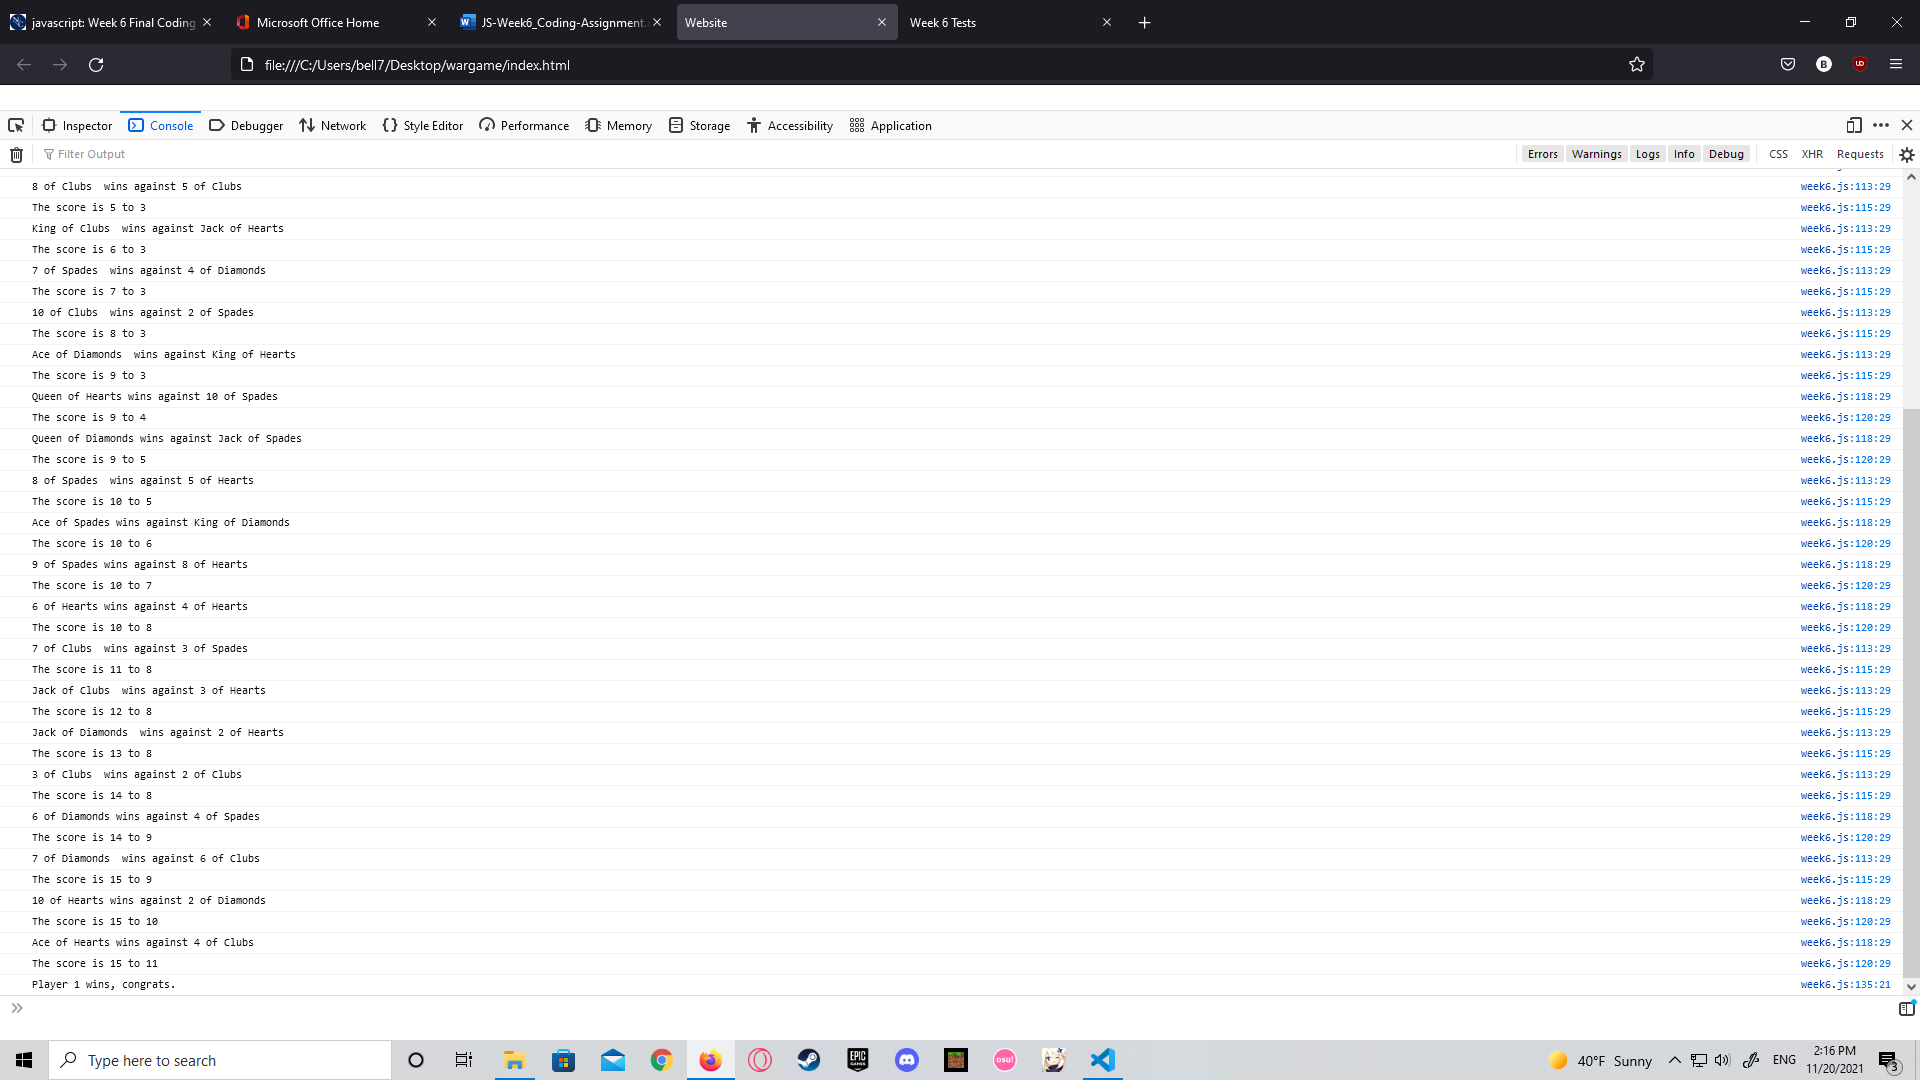 javascript: Week 6 Final Coding
Microsoft Office Home
JS-Week6_Coding-Assignment.
Website
Week 6 Tests
file:///C:/Users/bell7/Desktop/wargame/index.html
Inspector Console Debugger Network Style Editor Performance Memory Storage Accessibility Application
Filter Output
Errors Warnings Logs Info Debug CSS XHR Requests
8 of Clubs  wins against 5 of Clubs week6.js:113:29
The score is 5 to 3 week6.js:115:29
King of Clubs  wins against Jack of Hearts week6.js:113:29
The score is 6 to 3 week6.js:115:29
7 of Spades  wins against 4 of Diamonds week6.js:113:29
The score is 7 to 3 week6.js:115:29
10 of Clubs  wins against 2 of Spades week6.js:113:29
The score is 8 to 3 week6.js:115:29
Ace of Diamonds  wins against King of Hearts week6.js:113:29
The score is 9 to 3 week6.js:115:29
Queen of Hearts wins against 10 of Spades week6.js:118:29
The score is 9 to 4 week6.js:120:29
Queen of Diamonds wins against Jack of Spades week6.js:118:29
The score is 9 to 5 week6.js:120:29
8 of Spades  wins against 5 of Hearts week6.js:113:29
The score is 10 to 5 week6.js:115:29
Ace of Spades wins against King of Diamonds week6.js:118:29
The score is 10 to 6 week6.js:120:29
9 of Spades wins against 8 of Hearts week6.js:118:29
The score is 10 to 7 week6.js:120:29
6 of Hearts wins against 4 of Hearts week6.js:118:29
The score is 10 to 8 week6.js:120:29
7 of Clubs  wins against 3 of Spades week6.js:113:29
The score is 11 to 8 week6.js:115:29
Jack of Clubs  wins against 3 of Hearts week6.js:113:29
The score is 12 to 8 week6.js:115:29
Jack of Diamonds  wins against 2 of Hearts week6.js:113:29
The score is 13 to 8 week6.js:115:29
3 of Clubs  wins against 2 of Clubs week6.js:113:29
The score is 14 to 8 week6.js:115:29
6 of Diamonds wins against 4 of Spades week6.js:118:29
The score is 14 to 9 week6.js:120:29
7 of Diamonds  wins against 6 of Clubs week6.js:113:29
The score is 15 to 9 week6.js:115:29
10 of Hearts wins against 2 of Diamonds week6.js:118:29
The score is 15 to 10 week6.js:120:29
Ace of Hearts wins against 4 of Clubs week6.js:118:29
The score is 15 to 11 week6.js:120:29
Player 1 wins, congrats. week6.js:135:21
Type here to search
EPIC GAMES
osu!
40°F Sunny
ENG
2:16 PM
11/20/2021
3